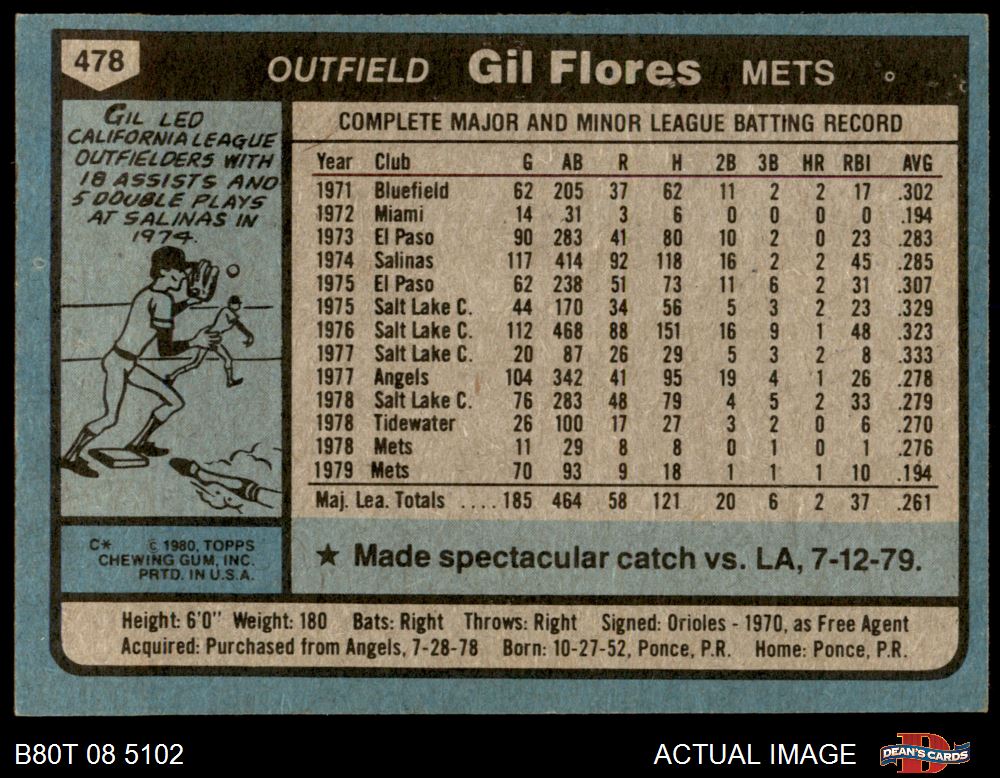 478
OUTFIELD Gil Flores METS
GIL LED
CALIFORNIA LEAGUE
OUTFIELDERS WITH
18 ASSISTS AND
5 DOUBLE PLAYS
AT SALINAS IN
1974.
COMPLETE MAJOR AND MINOR LEAGUE BATTING RECORD
Year Club G AB R H 2B 3B HR RBI AVG
1971 Bluefield 62 205 37 62 11 2 2 17 .302
1972 Miami 14 31 3 6 0 0 0 0 .194
1973 El Paso 90 283 41 80 10 2 0 23 .283
1974 Salinas 117 414 92 118 16 2 2 45 .285
1975 El Paso 62 238 51 73 11 6 2 31 .307
1975 Salt Lake C. 44 170 34 56 5 3 2 23 .329
1976 Salt Lake C. 112 468 88 151 16 9 1 48 .323
1977 Salt Lake C. 20 87 26 29 5 3 2 8 .333
1977 Angels 104 342 41 95 19 4 1 26 .278
1978 Salt Lake C. 76 283 48 79 4 5 2 33 .279
1978 Tidewater 26 100 17 27 3 2 0 6 .270
1978 Mets 11 29 8 8 0 1 0 1 .276
1979 Mets 70 93 9 18 1 1 1 10 .194
Maj. Lea. Totals ....185 464 58 121 20 6 2 37 .261
C* © 1980, TOPPS
CHEWING GUM, INC.
PRTD. IN U.S.A.
★ Made spectacular catch vs. LA, 7-12-79.
Height: 6'0" Weight: 180 Bats: Right Throws: Right Signed: Orioles - 1970, as Free Agent
Acquired: Purchased from Angels, 7-28-78 Born: 10-27-52, Ponce, P.R. Home: Ponce, P.R.
B80T 08 5102 ACTUAL IMAGE DEAN'S CARDS